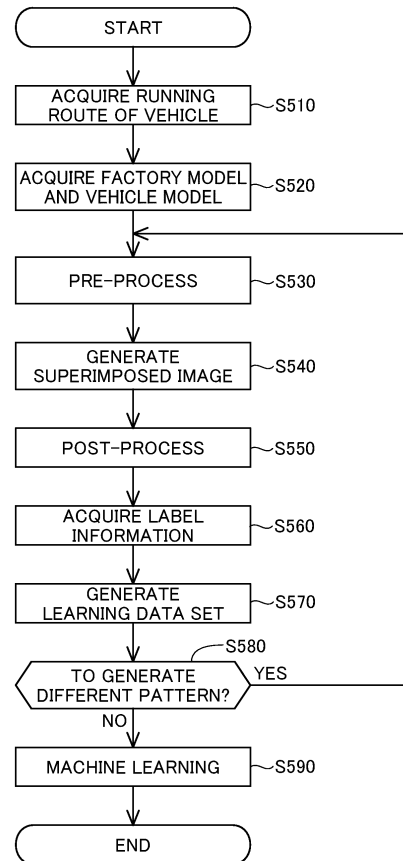 START
ACQUIRE RUNNING
ROUTE OF VEHICLE
S510
ACQUIRE FACTORY MODEL
AND VEHICLE MODEL
S520
PRE-PROCESS
S530
GENERATE
SUPERIMPOSED IMAGE
S540
POST-PROCESS
S550
ACQUIRE LABEL
INFORMATION
S560
GENERATE
LEARNING DATA SET
S570
S580
TO GENERATE
DIFFERENT PATTERN?
YES
NO
MACHINE LEARNING
S590
END